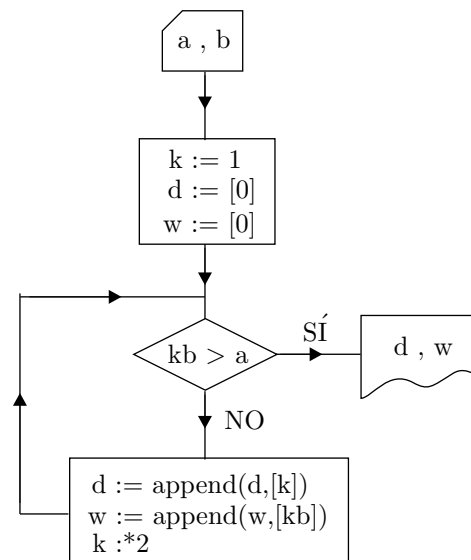 a , b
k := 1
d := [0]
w := [0]
kb > a
SÍ
d , w
NO
d := append(d,[k])
w := append(w,[kb])
k :*2